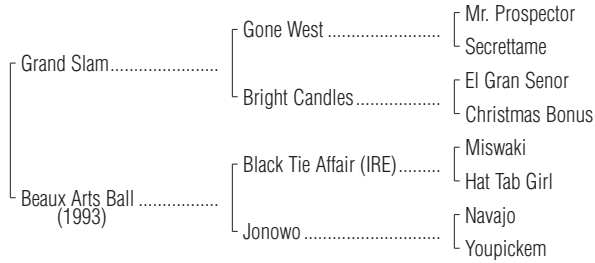 Mr. Prospector
Gone West
Secrettame
Grand Slam
El Gran Senor
Bright Candles
Christmas Bonus
Miswaki
Black Tie Affair (IRE)
Hat Tab Girl
Beaux Arts Ball
(1993)
Navajo
Jonowo
Youpickem